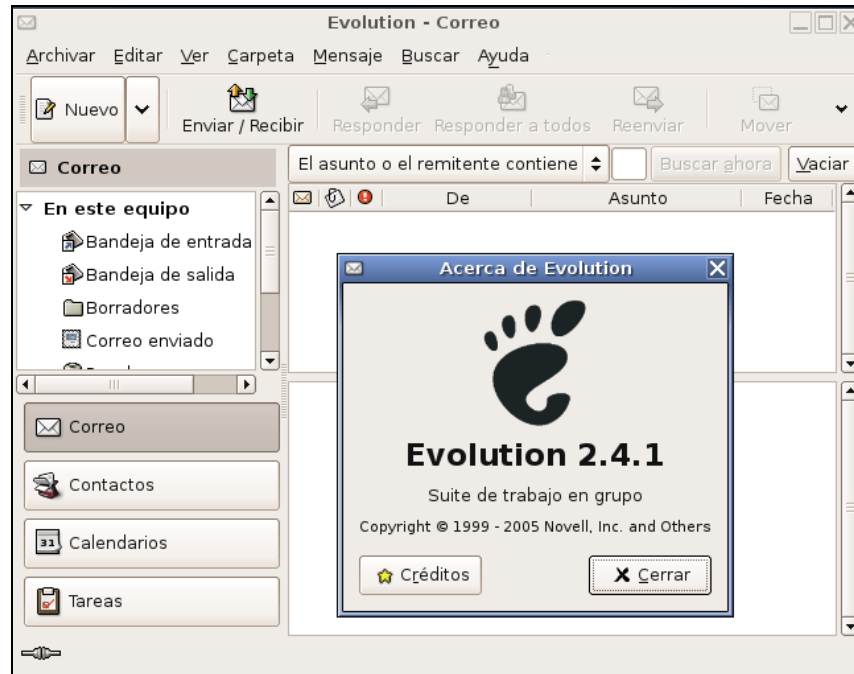 Evolution - Correo
Archivar Editar Ver Carpeta Mensaje Buscar Ayuda
Nuevo Enviar / Recibir Responder Responder a todos Reenviar Mover
Correo
El asunto o el remitente contiene Buscar ahora Vaciar
De Asunto Fecha
En este equipo
Bandeja de entrada
Bandeja de salida
Borradores
Correo enviado
Correo
Contactos
31 Calendarios
Tareas
Acerca de Evolution
Evolution 2.4.1
Suite de trabajo en grupo
Copyright © 1999 - 2005 Novell, Inc. and Others
Créditos Cerrar